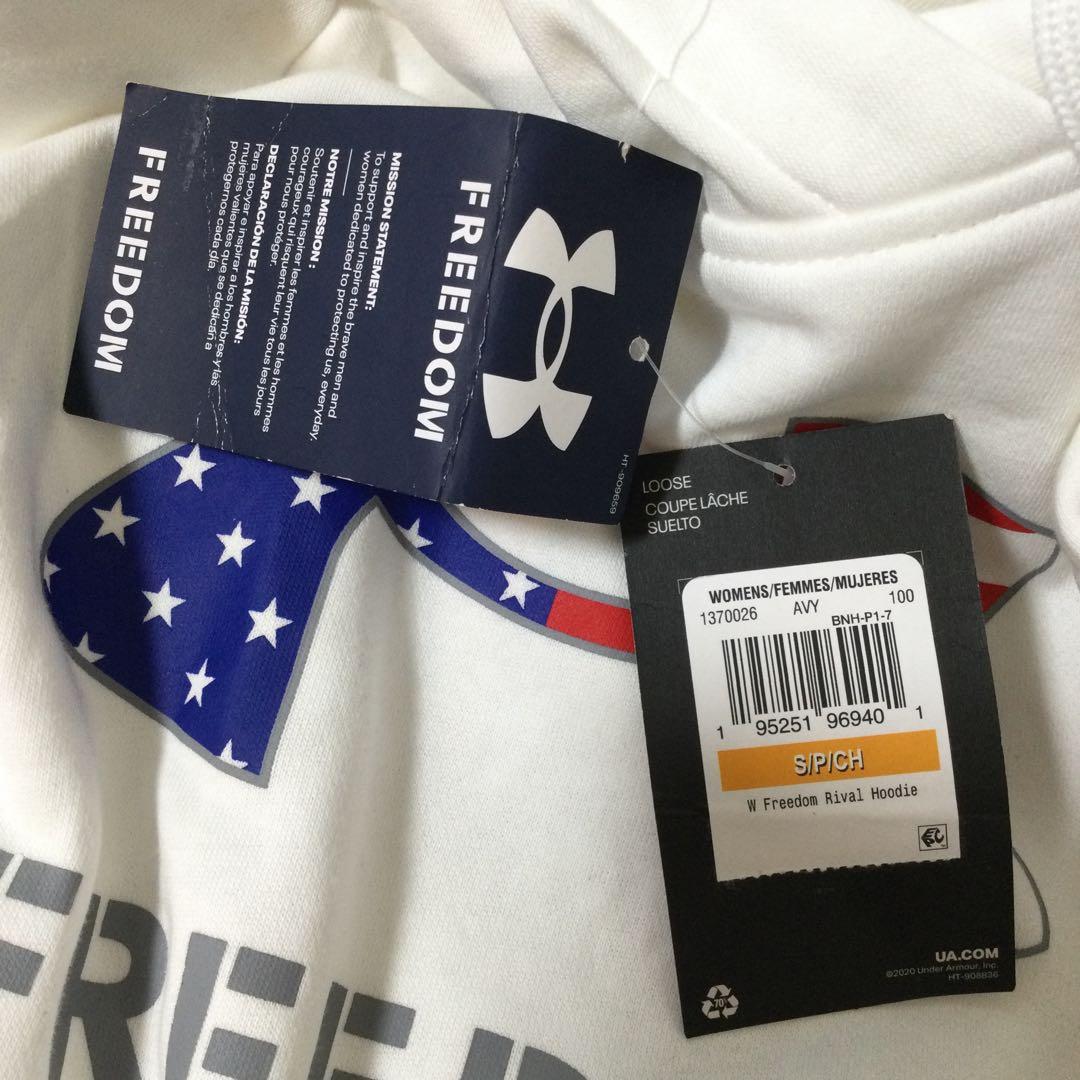 FREEDOM
MISSION STATEMENT:
To support and inspire the brave men and
women dedicated to protecting us, everyday.
NOTRE MISSION :
Soutenir et inspirer les femmes et les hommes
courageux qui risquent leur vie tous les jours
pour nous protéger.
DECLARACIÓN DE LA MISIÓN:
Para apoyar e inspirar a los hombres y las
mujeres valientes que se dedican a
protegernos cada día.
FREEDOM
HT-909659
LOOSE
COUPE LÂCHE
SUELTO
WOMENS/FEMMES/MUJERES
1370026 AVY 100
BNH-P1-7
1 95251 96940 1
S/P/CH
W Freedom Rival Hoodie
UA.COM
©2020 Under Armour, Inc.
HT-908836
70%
FREED